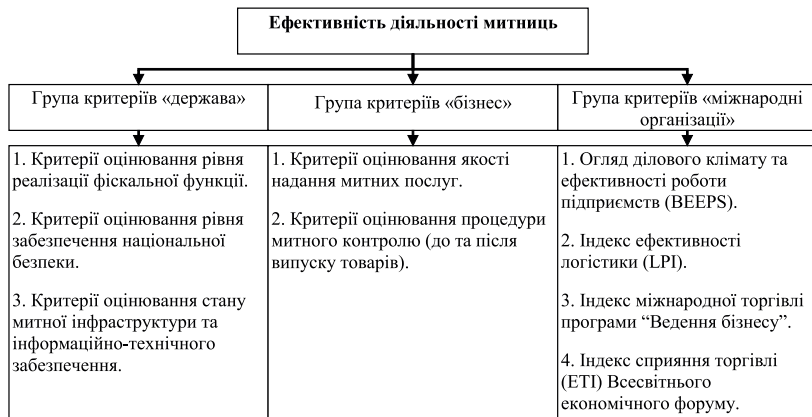 Ефективність діяльності митниць
Група критеріїв «держава»
Група критеріїв «бізнес»
Група критеріїв «міжнародні
організації»
1. Критерії оцінювання рівня
реалізації фіскальної функції.
2. Критерії оцінювання рівня
забезпечення національної
безпеки.
3. Критерії оцінювання стану
митної інфраструктури та
інформаційно-технічного
забезпечення.
1. Критерії оцінювання якості
надання митних послуг.
2. Критерії оцінювання процедури
митного контролю (до та після
випуску товарів).
1. Огляд ділового клімату та
ефективності роботи
підприємств (BEEPS).
2. Індекс ефективності
логістики (LPI).
3. Індекс міжнародної торгівлі
програми “Ведення бізнесу”.
4. Індекс сприяння торгівлі
(ETI) Всесвітнього
економічного форуму.